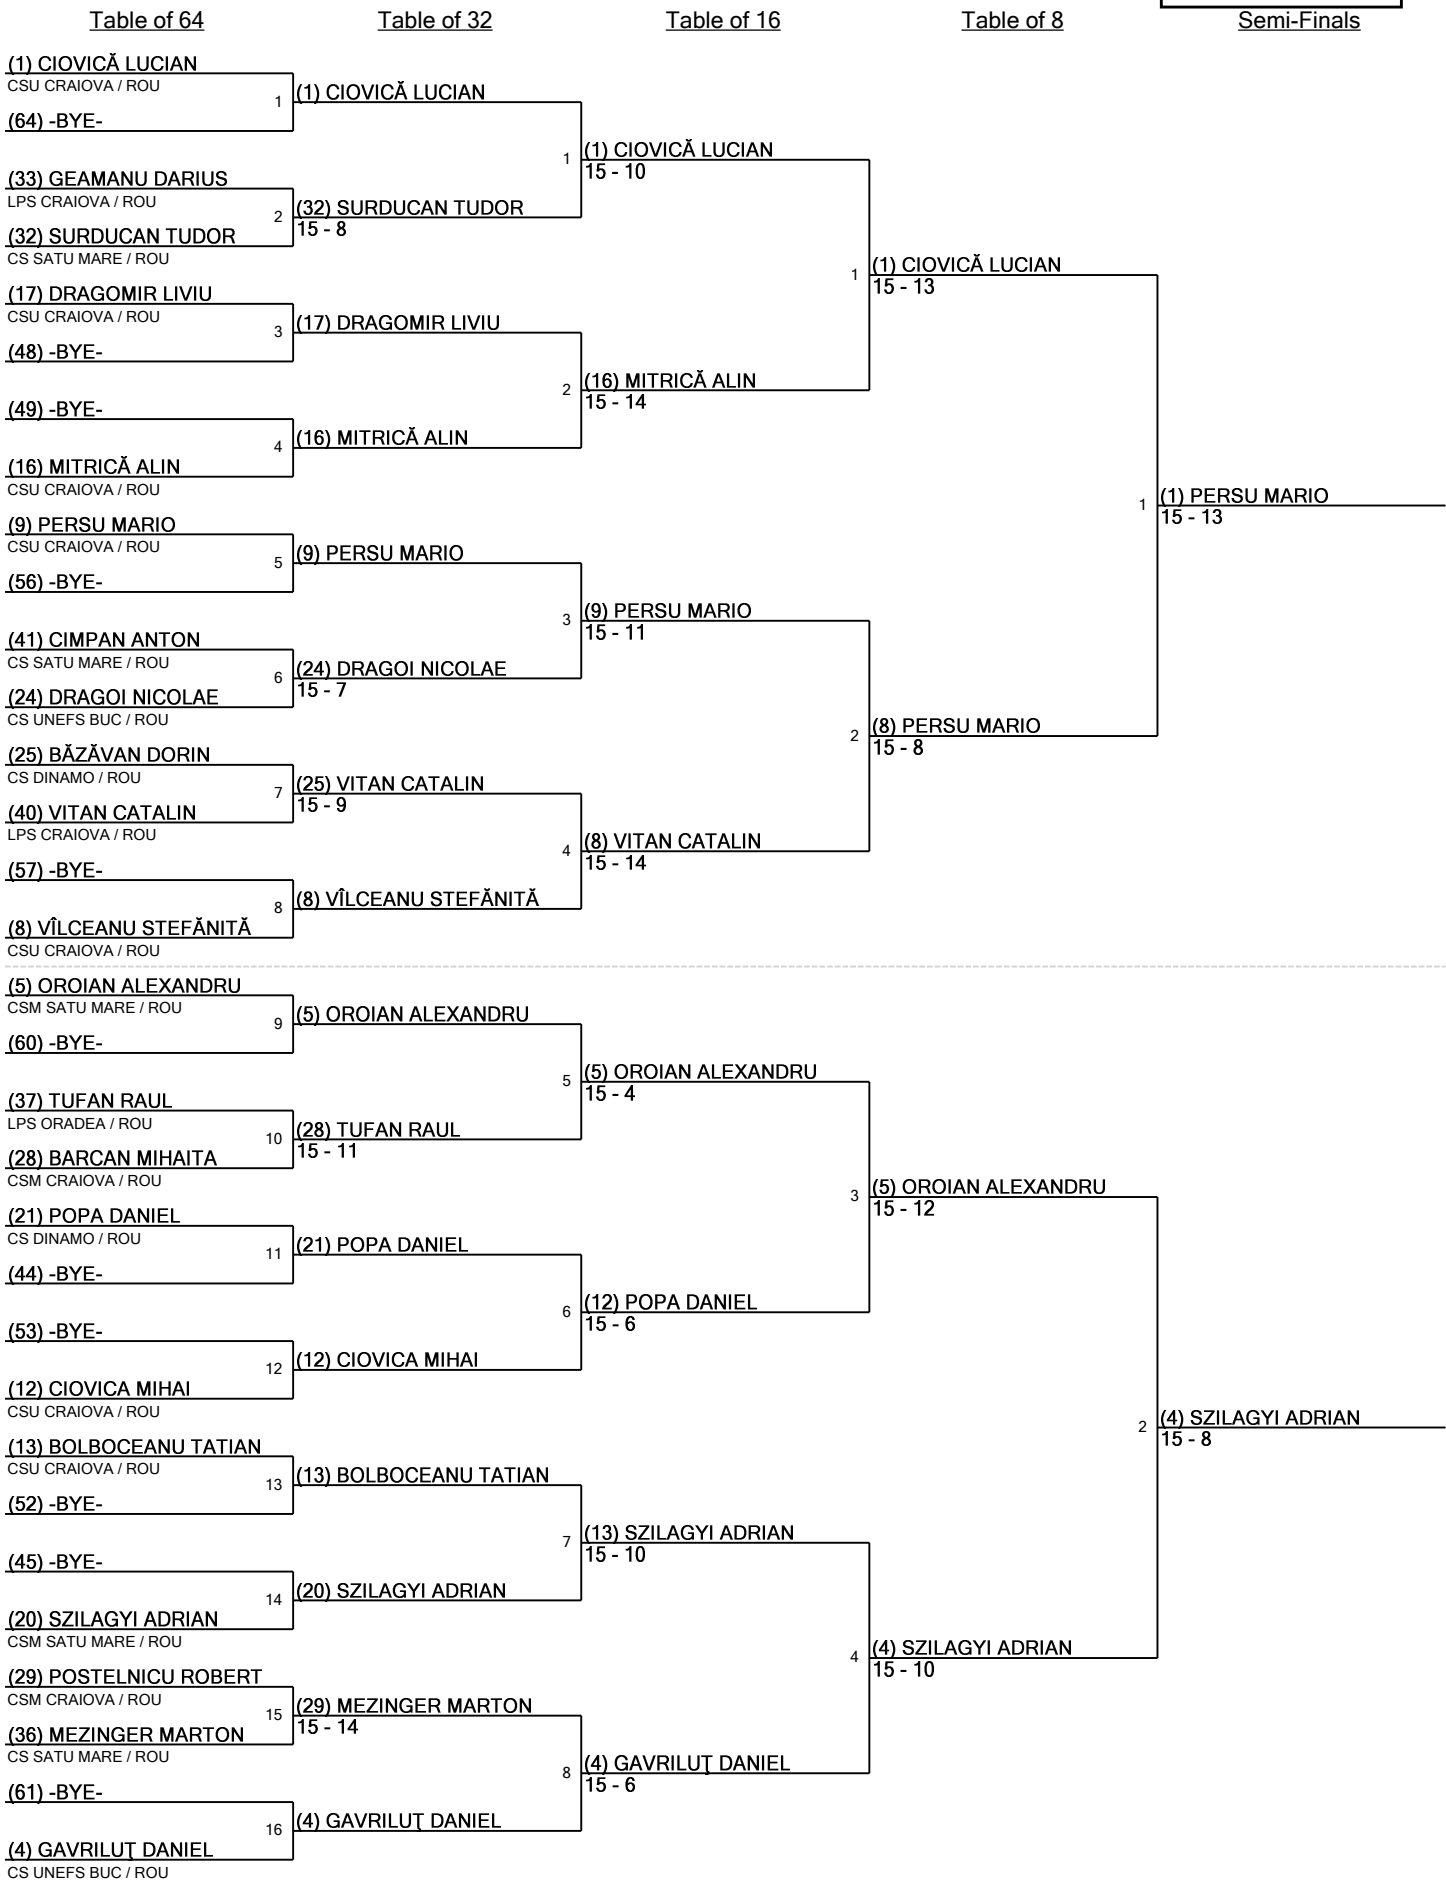 Table of 64
Table of 32
Table of 16
Table of 8
Semi-Finals
(1) CIOVICĂ LUCIAN
CSU CRAIOVA / ROU
1
(64) -BYE-
(33) GEAMANU DARIUS
LPS CRAIOVA / ROU
2
(32) SURDUCAN TUDOR
CS SATU MARE / ROU
(17) DRAGOMIR LIVIU
CSU CRAIOVA / ROU
3
(48) -BYE-
(49) -BYE-
4
(16) MITRICĂ ALIN
CSU CRAIOVA / ROU
(9) PERSU MARIO
CSU CRAIOVA / ROU
5
(56) -BYE-
(41) CIMPAN ANTON
CS SATU MARE / ROU
6
(24) DRAGOI NICOLAE
CS UNEFS BUC / ROU
(25) BĂZĂVAN DORIN
CS DINAMO / ROU
7
(40) VITAN CATALIN
LPS CRAIOVA / ROU
(57) -BYE-
8
(8) VÎLCEANU STEFĂNITĂ
CSU CRAIOVA / ROU
(5) OROIAN ALEXANDRU
CSM SATU MARE / ROU
9
(60) -BYE-
(37) TUFAN RAUL
LPS ORADEA / ROU
10
(28) BARCAN MIHAITA
CSM CRAIOVA / ROU
(21) POPA DANIEL
CS DINAMO / ROU
11
(44) -BYE-
(53) -BYE-
12
(12) CIOVICA MIHAI
CSU CRAIOVA / ROU
(13) BOLBOCEANU TATIAN
CSU CRAIOVA / ROU
13
(52) -BYE-
(45) -BYE-
14
(20) SZILAGYI ADRIAN
CSM SATU MARE / ROU
(29) POSTELNICU ROBERT
CSM CRAIOVA / ROU
15
(36) MEZINGER MARTON
CS SATU MARE / ROU
(61) -BYE-
16
(4) GAVRILUŢ DANIEL
CS UNEFS BUC / ROU
(1) CIOVICĂ LUCIAN
1
(32) SURDUCAN TUDOR
15 - 8
(17) DRAGOMIR LIVIU
2
(16) MITRICĂ ALIN
(9) PERSU MARIO
3
(24) DRAGOI NICOLAE
15 - 7
(25) VITAN CATALIN
15 - 9
4
(8) VÎLCEANU STEFĂNITĂ
(5) OROIAN ALEXANDRU
5
(28) TUFAN RAUL
15 - 11
(21) POPA DANIEL
6
(12) CIOVICA MIHAI
(13) BOLBOCEANU TATIAN
7
(20) SZILAGYI ADRIAN
(29) MEZINGER MARTON
15 - 14
8
(4) GAVRILUŢ DANIEL
(1) CIOVICĂ LUCIAN
15 - 10
1
(16) MITRICĂ ALIN
15 - 14
(9) PERSU MARIO
15 - 11
2
(8) VITAN CATALIN
15 - 14
(5) OROIAN ALEXANDRU
15 - 4
3
(12) POPA DANIEL
15 - 6
(13) SZILAGYI ADRIAN
15 - 10
4
(4) GAVRILUŢ DANIEL
15 - 6
(1) CIOVICĂ LUCIAN
15 - 13
1
(8) PERSU MARIO
15 - 8
(5) OROIAN ALEXANDRU
15 - 12
2
(4) SZILAGYI ADRIAN
15 - 10
(1) PERSU MARIO
15 - 13
(4) SZILAGYI ADRIAN
15 - 8